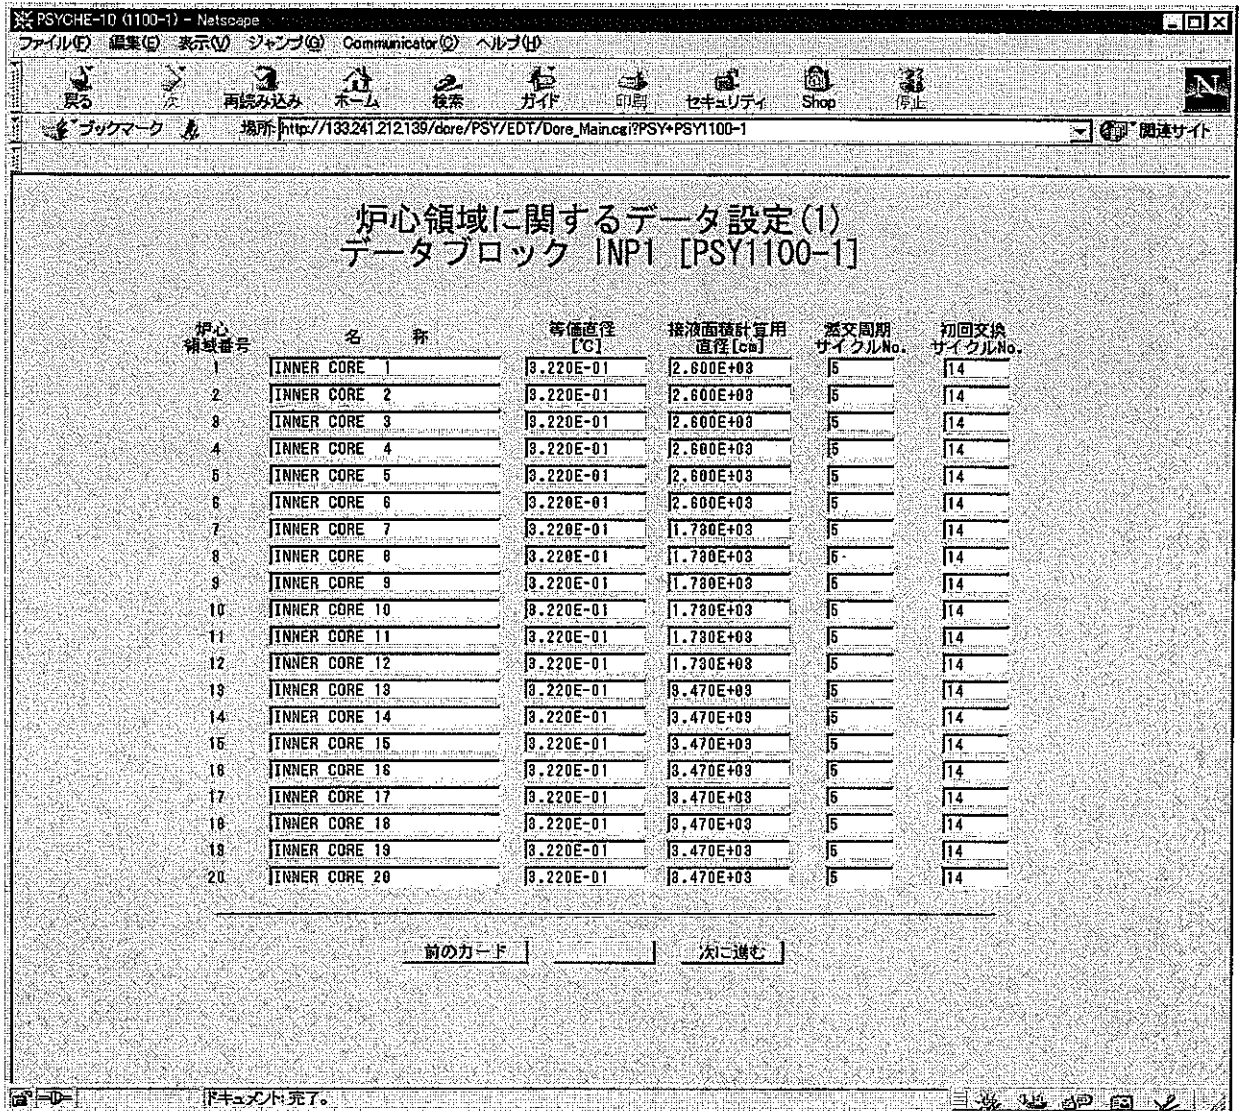 PSYCHE-10 (1100-1) - Netscape
ファイル(F) 編集(E) 表示(V) ジャンプ(G) Communicator(C) ヘルプ(H)
戻る 次 再読み込み ホーム 検索 ガイド 印刷 セキュリティ Shop 停止
N
ブックマーク 場所: http://133.241.212.139/dore/PSY/EDT/Dore_Main.cgi?PSY+PSY1100-1 関連サイト
炉心領域に関するデータ設定(1)
データブロック INP1 [PSY1100-1]
炉心 等価直径 接液面積計算用 燃交周期 初回交換
領域番号 名 称 [℃] 直径[cm] サイクルNo. サイクルNo.
1 INNER CORE 1 3.220E-01 2.600E+03 5 14
2 INNER CORE 2 3.220E-01 2.600E+03 5 14
3 INNER CORE 3 3.220E-01 2.600E+03 5 14
4 INNER CORE 4 3.220E-01 2.600E+03 5 14
5 INNER CORE 5 3.220E-01 2.600E+03 5 14
6 INNER CORE 6 3.220E-01 2.600E+03 5 14
7 INNER CORE 7 3.220E-01 1.730E+03 5 14
8 INNER CORE 8 3.220E-01 1.730E+03 5 14
9 INNER CORE 9 3.220E-01 1.730E+03 5 14
10 INNER CORE 10 3.220E-01 1.730E+03 5 14
11 INNER CORE 11 3.220E-01 1.730E+03 5 14
12 INNER CORE 12 3.220E-01 1.730E+03 5 14
13 INNER CORE 13 3.220E-01 3.470E+03 5 14
14 INNER CORE 14 3.220E-01 3.470E+03 5 14
15 INNER CORE 15 3.220E-01 3.470E+03 5 14
16 INNER CORE 16 3.220E-01 3.470E+03 5 14
17 INNER CORE 17 3.220E-01 3.470E+03 5 14
18 INNER CORE 18 3.220E-01 3.470E+03 5 14
19 INNER CORE 19 3.220E-01 3.470E+03 5 14
20 INNER CORE 20 3.220E-01 3.470E+03 5 14
前のカード 次に進む
ドキュメント: 完了。